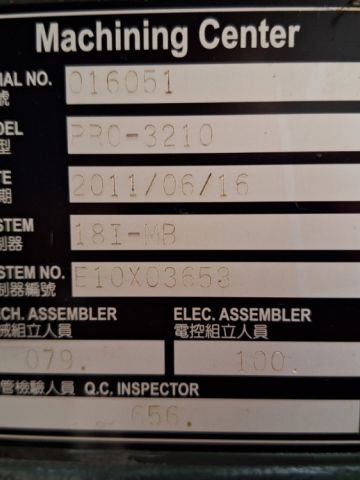 Machining Center
IAL NO. 016051
號
DEL PRO-3210
型
TE 2011/06/16
期
STEM 18I-MB
制器
STEM NO. E10X03653
制器編號
CH. ASSEMBLER ELEC. ASSEMBLER
械組立人員 電控組立人員
079. 100.
管檢驗人員 Q.C. INSPECTOR
656.